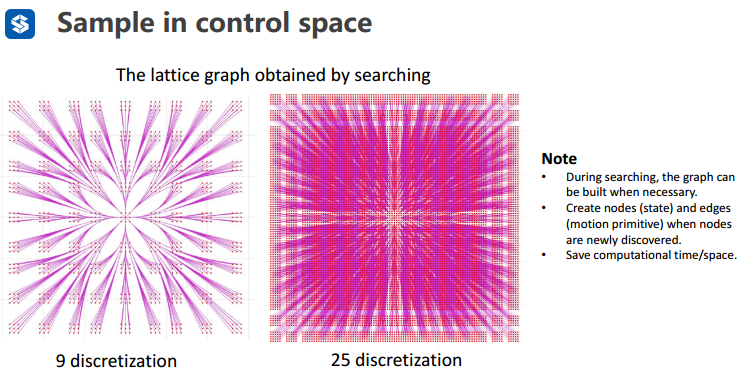 Sample in control space
The lattice graph obtained by searching
Note
• During searching, the graph can
be built when necessary.
• Create nodes (state) and edges
(motion primitive) when nodes
are newly discovered.
• Save computational time/space.
9 discretization
25 discretization